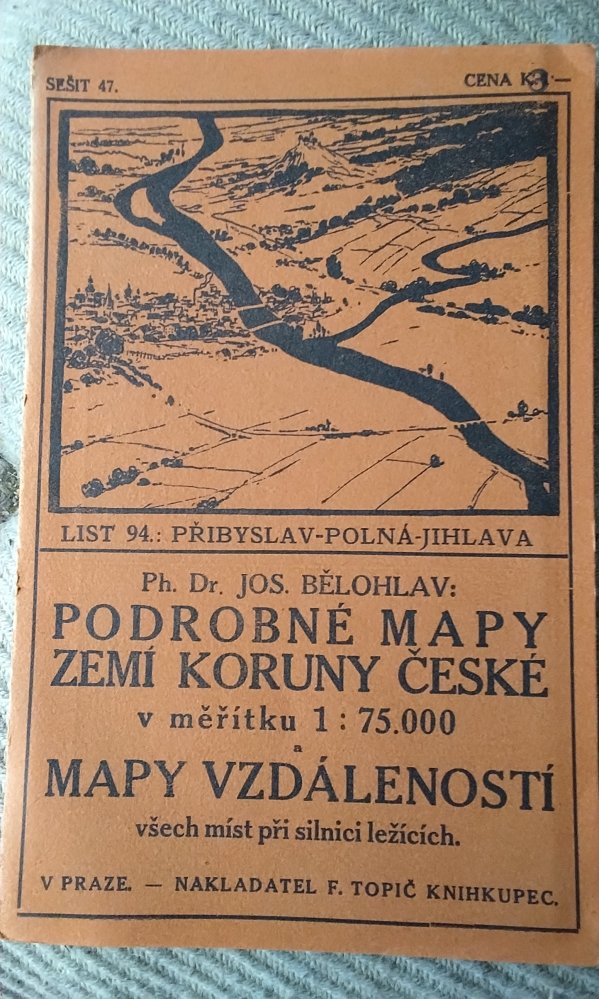 SEŠIT 47.
CENA K 3·—
LIST 94.: PŘIBYSLAV-POLNÁ-JIHLAVA
Ph. Dr. JOS. BĚLOHLAV:
PODROBNÉ MAPY
ZEMÍ KORUNY ČESKÉ
v měřítku 1 : 75.000
a
MAPY VZDÁLENOSTÍ
všech míst při silnici ležících.
V PRAZE. — NAKLADATEL F. TOPIČ KNIHKUPEC.